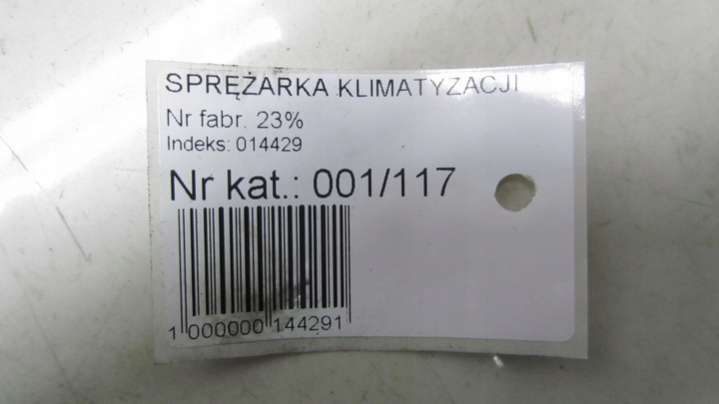 SPRĘŻARKA KLIMATYZACJI
Nr fabr. 23%
Indeks: 014429
Nr kat.: 001/117
1 000000 144291